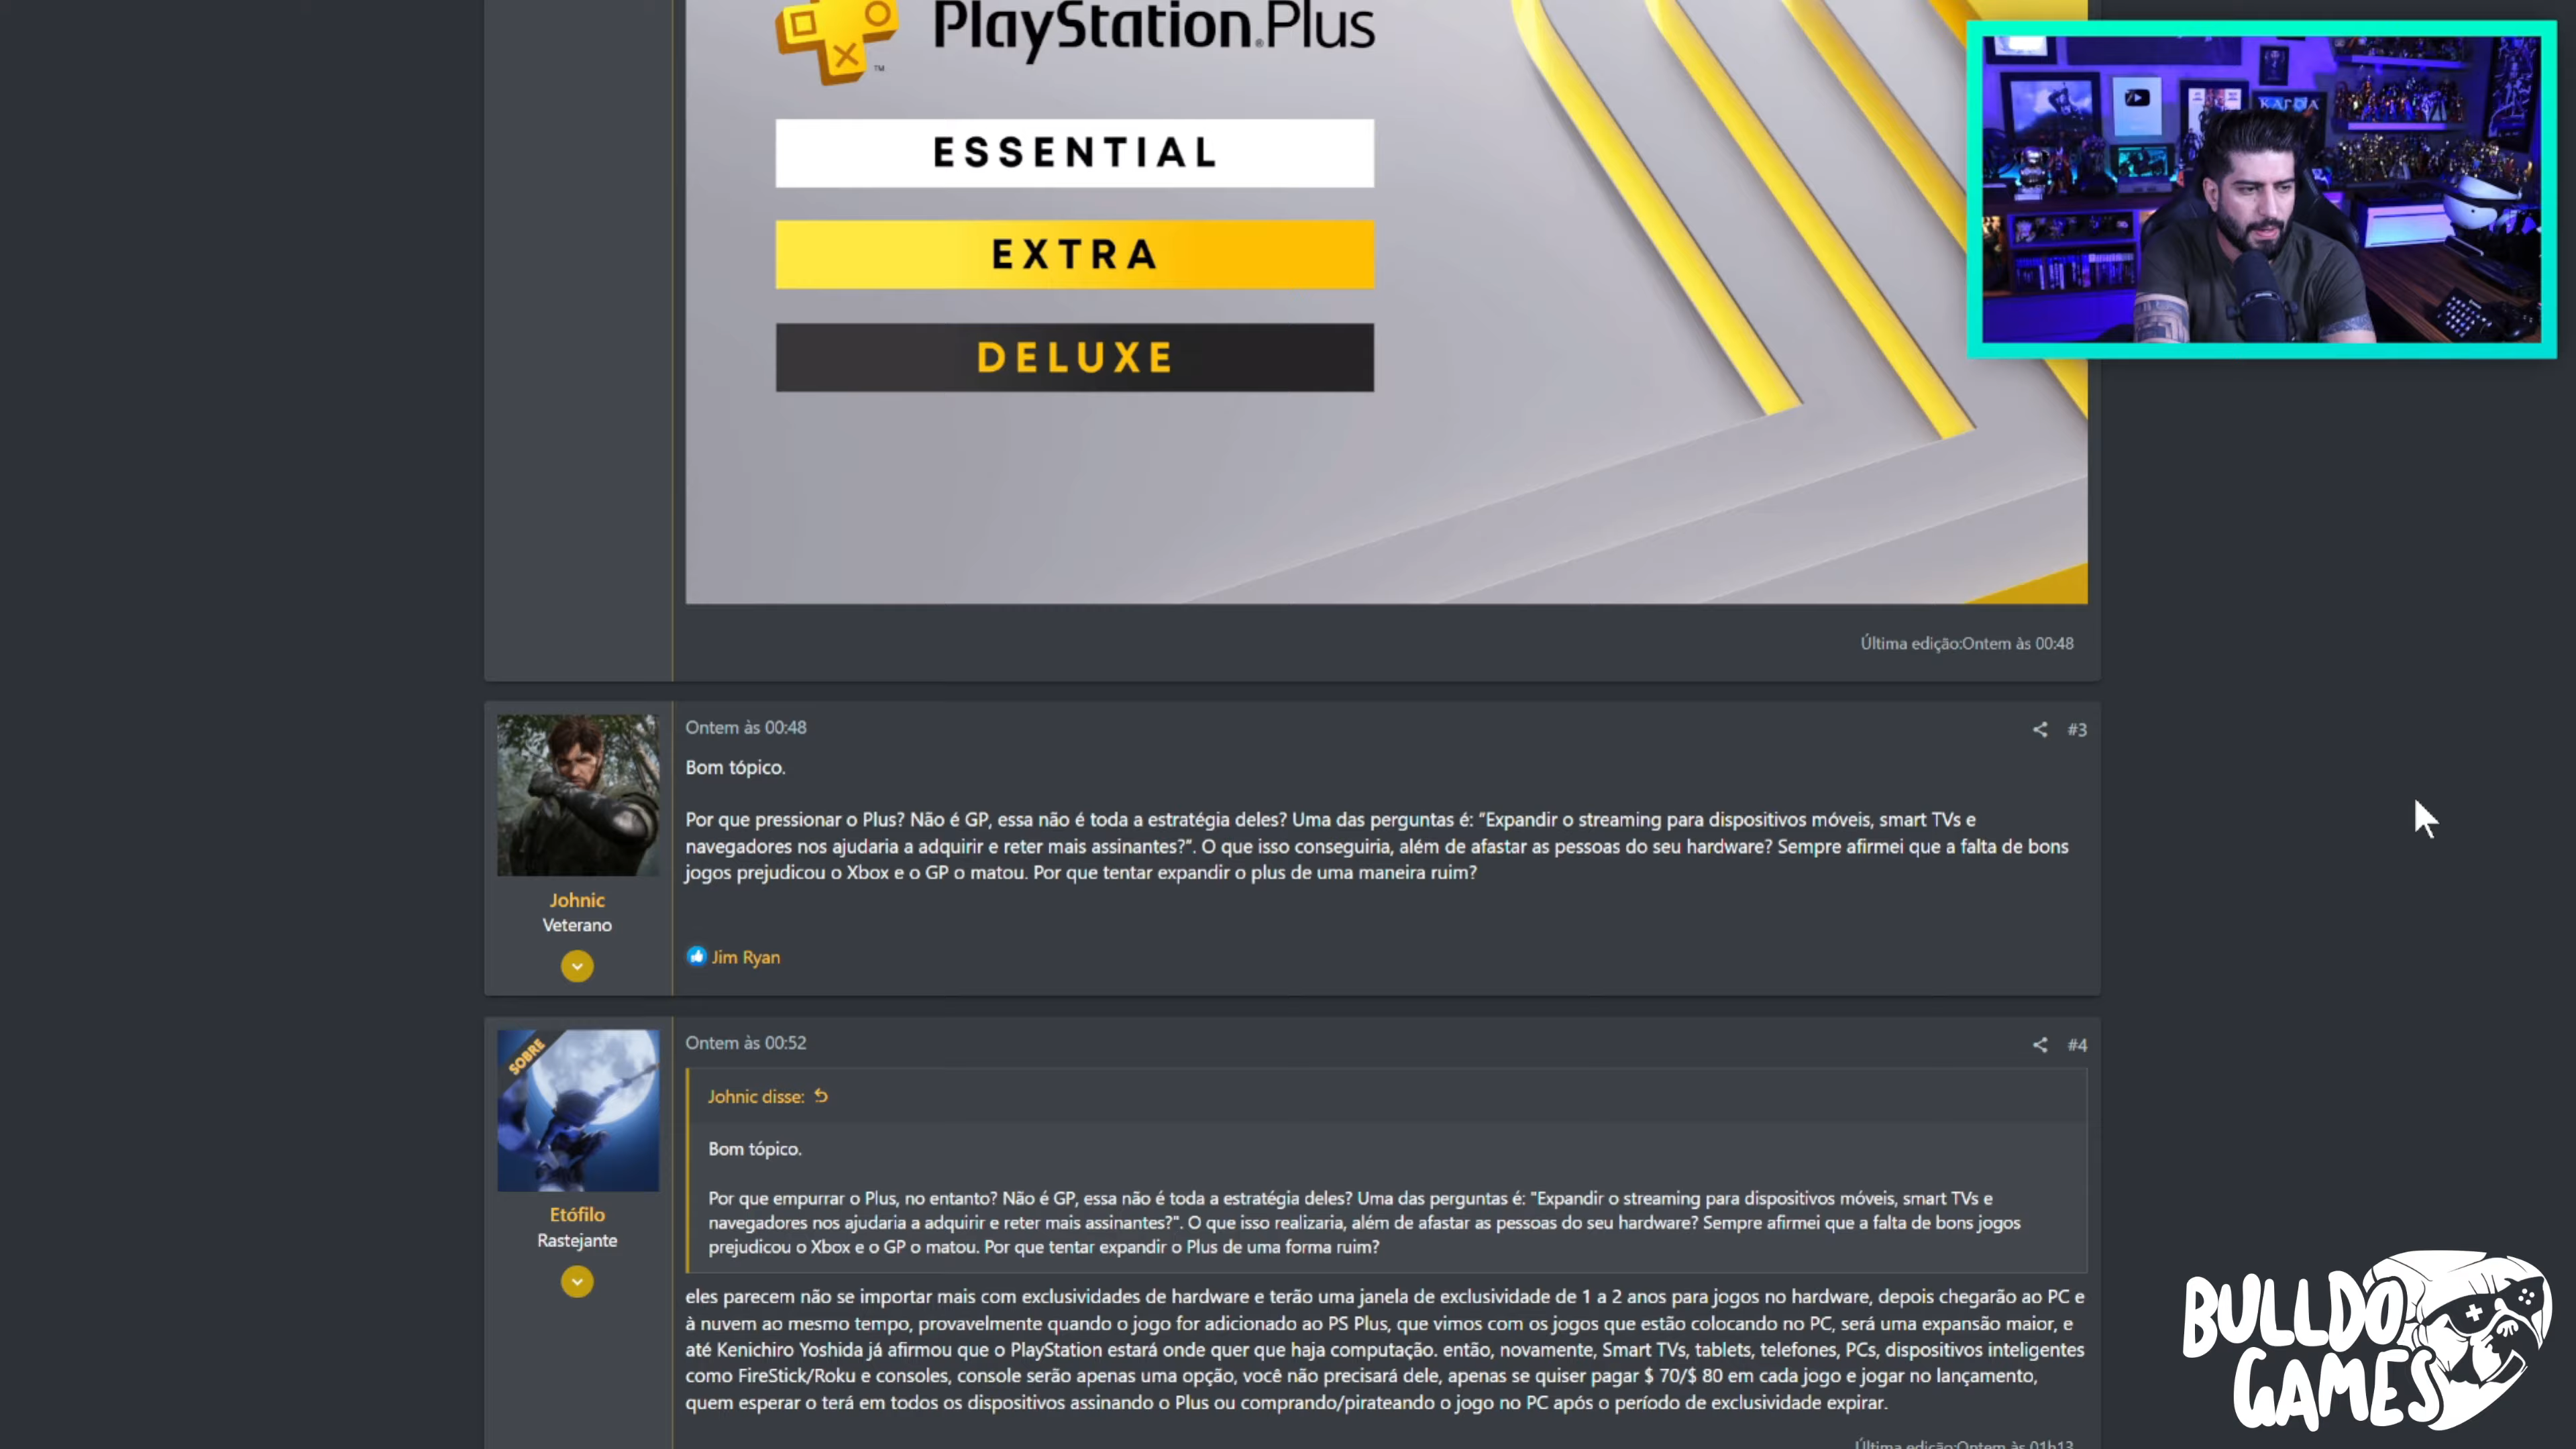 PlayStation®Plus
™
ESSENTIAL
EXTRA
DELUXE
KARDA
Última edição:Ontem às 00:48
Ontem às 00:48
#3
Bom tópico.
Por que pressionar o Plus? Não é GP, essa não é toda a estratégia deles? Uma das perguntas é: “Expandir o streaming para dispositivos móveis, smart TVs e
navegadores nos ajudaria a adquirir e reter mais assinantes?”. O que isso conseguiria, além de afastar as pessoas do seu hardware? Sempre afirmei que a falta de bons
jogos prejudicou o Xbox e o GP o matou. Por que tentar expandir o plus de uma maneira ruim?
Johnic
Veterano
Jim Ryan
SOBRE
Ontem às 00:52
#4
Johnic disse:
Bom tópico.
Por que empurrar o Plus, no entanto? Não é GP, essa não é toda a estratégia deles? Uma das perguntas é: "Expandir o streaming para dispositivos móveis, smart TVs e
navegadores nos ajudaria a adquirir e reter mais assinantes?". O que isso realizaria, além de afastar as pessoas do seu hardware? Sempre afirmei que a falta de bons jogos
prejudicou o Xbox e o GP o matou. Por que tentar expandir o Plus de uma forma ruim?
Etófilo
Rastejante
eles parecem não se importar mais com exclusividades de hardware e terão uma janela de exclusividade de 1 a 2 anos para jogos no hardware, depois chegarão ao PC e
à nuvem ao mesmo tempo, provavelmente quando o jogo for adicionado ao PS Plus, que vimos com os jogos que estão colocando no PC, será uma expansão maior, e
até Kenichiro Yoshida já afirmou que o PlayStation estará onde quer que haja computação. então, novamente, Smart TVs, tablets, telefones, PCs, dispositivos inteligentes
como FireStick/Roku e consoles, console serão apenas uma opção, você não precisará dele, apenas se quiser pagar $ 70/$ 80 em cada jogo e jogar no lançamento,
quem esperar o terá em todos os dispositivos assinando o Plus ou comprando/pirateando o jogo no PC após o período de exclusividade expirar.
Última edição:Ontem às 01h13
BULLDOG
GAMES